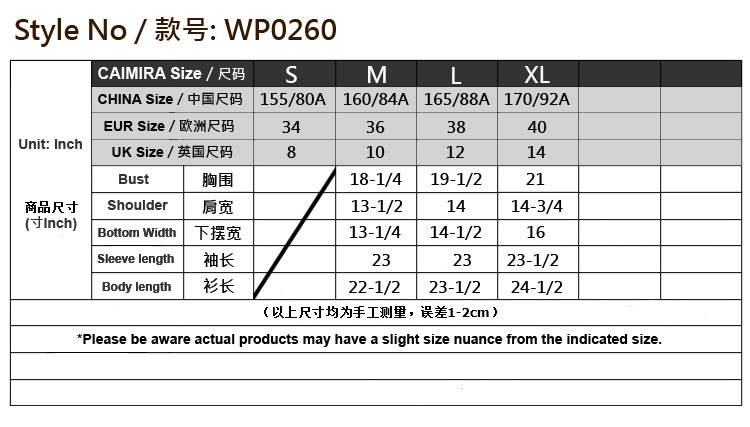 Style No / 款号: WP0260
CAIMIRA Size / 尺码 S M L XL
CHINA Size / 中国尺码 155/80A 160/84A 165/88A 170/92A
EUR Size / 欧洲尺码 34 36 38 40
Unit: Inch
UK Size / 英国尺码 8 10 12 14
Bust 胸围 18-1/4 19-1/2 21
商品尺寸
Shoulder 肩宽 13-1/2 14 14-3/4
(寸Inch)
Bottom Width 下摆宽 13-1/4 14-1/2 16
Sleeve length 袖长 23 23 23-1/2
Body length 衫长 22-1/2 23-1/2 24-1/2
（以上尺寸均为手工测量，误差1-2cm）
*Please be aware actual products may have a slight size nuance from the indicated size.